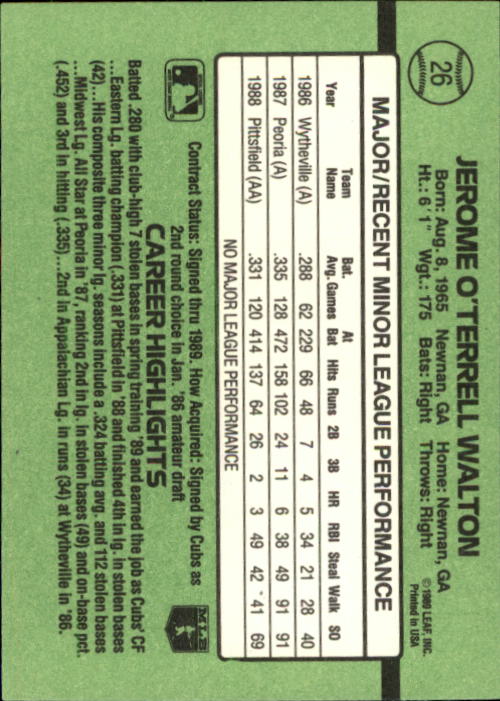 26
JEROME O'TERRELL WALTON
Born: Aug. 8, 1965 Newnan, GA Home: Newnan, GA
Ht.: 6' 1" Wgt.: 175 Bats: Right Throws: Right
©1989 LEAF, INC.
Printed in USA
MAJOR/RECENT MINOR LEAGUE PERFORMANCE
Year Team Name Bat. Avg. Games At Bat Hits Runs 2B 3B HR RBI Steal Walk SO
1986 Wytheville (A) .288 62 229 66 48 7 4 5 34 21 28 40
1987 Peoria (A) .335 128 472 158 102 24 11 6 38 49 91 91
1988 Pittsfield (AA) .331 120 414 137 64 26 2 3 49 42 41 69
NO MAJOR LEAGUE PERFORMANCE
Contract Status: Signed thru 1989. How Acquired: Signed by Cubs as
2nd round choice in Jan. '86 amateur draft
MLB
CAREER HIGHLIGHTS
Batted .280 with club-high 7 stolen bases in spring training '89 and earned the job as Cubs' CF
...Eastern Lg. batting champion (.331) at Pittsfield in '88 and finished 4th in lg. in stolen bases
(42)...His composite three minor lg. seasons include a .324 batting avg. and 112 stolen bases
...Midwest Lg. All Star at Peoria in '87, ranking 2nd in lg. in stolen bases (49) and on-base pct.
(.452) and 3rd in hitting (.335)...2nd in Appalachian Lg. in runs (34) at Wytheville in '86.